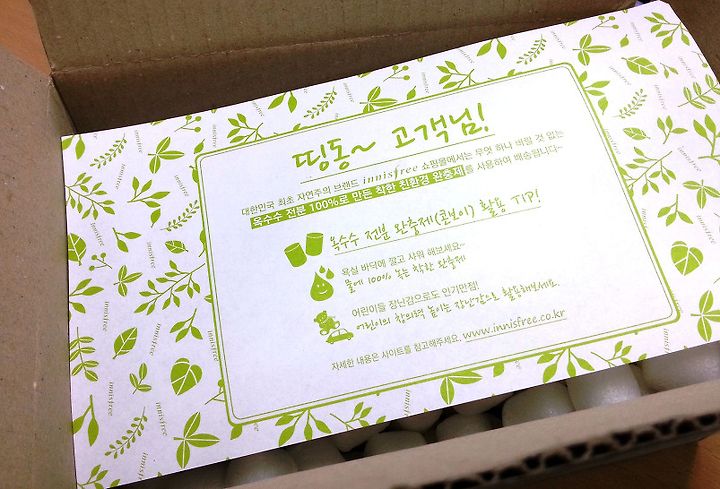 띵동~ 고객님!
대한민국 최초 자연주의 브랜드 innisfree 쇼핑몰에서는 무엇 하나 버릴 것 없는
옥수수 전분 100%로 만든 착한 친환경 완충제를 사용하여 배송됩니다~
옥수수 전분 완충제(콘보이) 활용 TIP!
욕실 바닥에 깔고 샤워 해보세요~
물에 100% 녹는 착한 완충제
어린이들 장난감으로도 인기만점!
어린이의 창의력 높이는 장난감으로 활용해보세요.
자세한 내용은 사이트를 참고해주세요. www.innisfree.co.kr